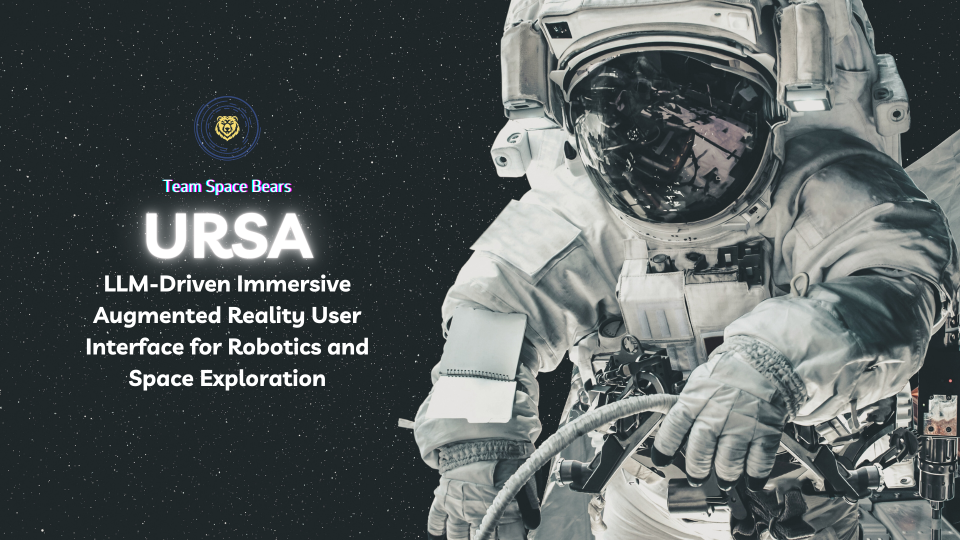 Team Space Bears
URSA
LLM-Driven Immersive
Augmented Reality User
Interface for Robotics and
Space Exploration